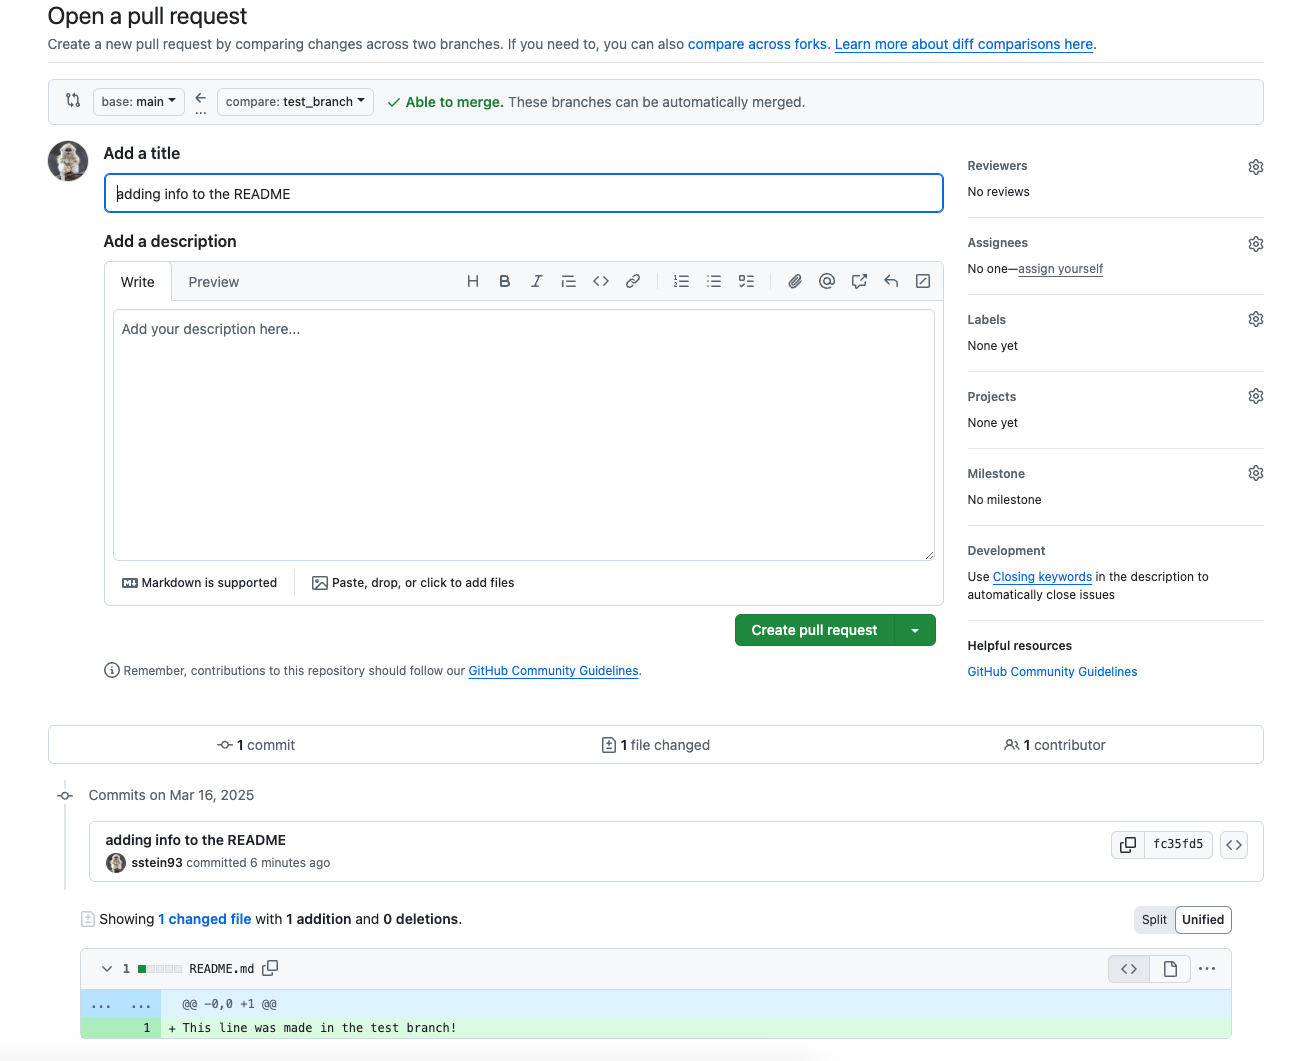 Open a pull request
Create a new pull request by comparing changes across two branches. If you need to, you can also compare across forks. Learn more about diff comparisons here.
base: main
...
compare: test_branch
Able to merge. These branches can be automatically merged.
Add a title
adding info to the README
Add a description
Write
Preview
Add your description here...
Markdown is supported
Paste, drop, or click to add files
Create pull request
Remember, contributions to this repository should follow our GitHub Community Guidelines.
Reviewers
No reviews
Assignees
No one—assign yourself
Labels
None yet
Projects
None yet
Milestone
No milestone
Development
Use Closing keywords in the description to
automatically close issues
Helpful resources
GitHub Community Guidelines
1 commit
1 file changed
1 contributor
Commits on Mar 16, 2025
adding info to the README
sstein93 committed 6 minutes ago
fc35fd5
Showing 1 changed file with 1 addition and 0 deletions.
Split
Unified
1
README.md
... ... @@ -0,0 +1 @@
1 + This line was made in the test branch!